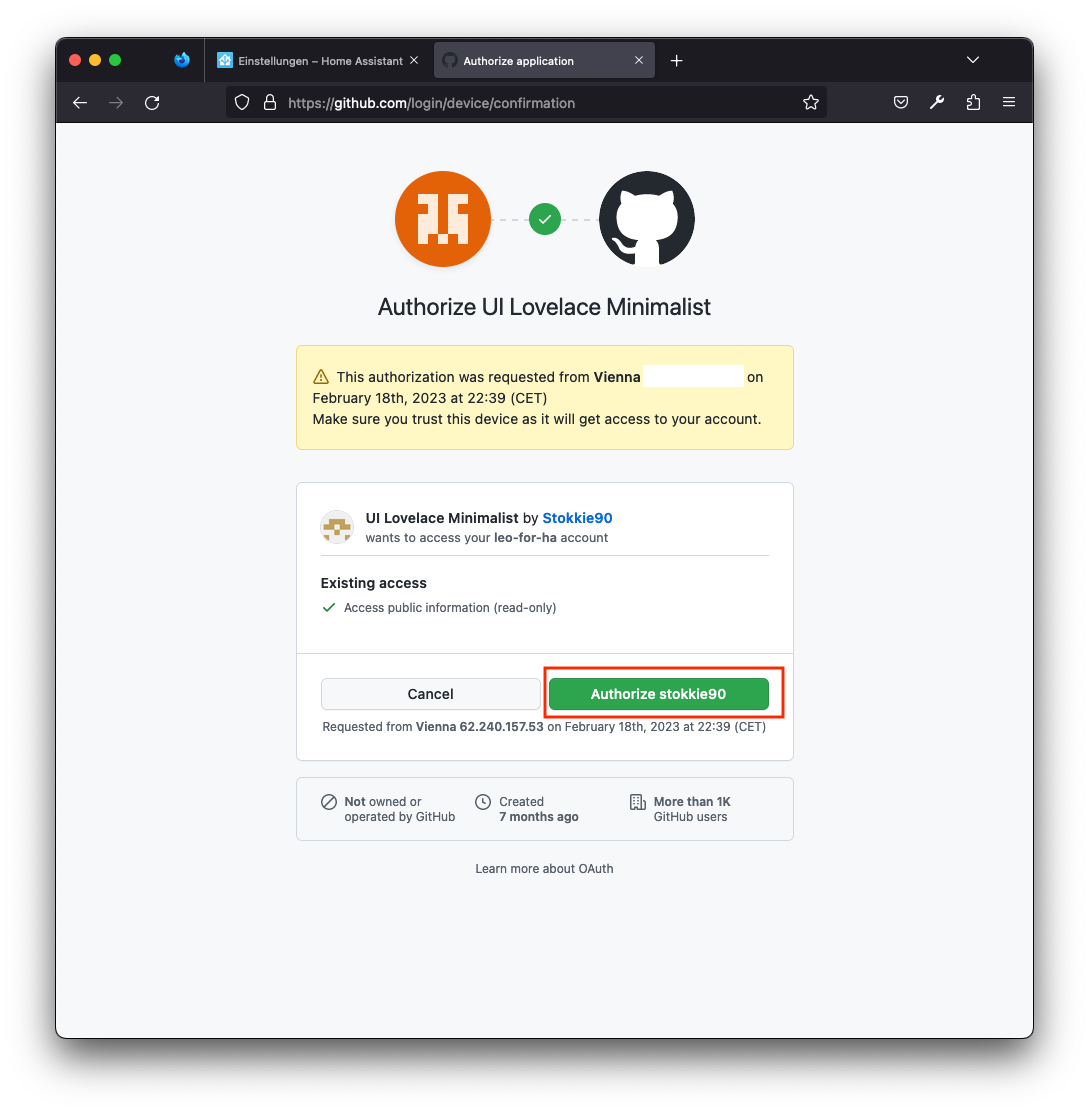 Einstellungen – Home Assistant
Authorize application
https://github.com/login/device/confirmation
Authorize UI Lovelace Minimalist
This authorization was requested from Vienna on
February 18th, 2023 at 22:39 (CET)
Make sure you trust this device as it will get access to your account.
UI Lovelace Minimalist by Stokkie90
wants to access your leo-for-ha account
Existing access
Access public information (read-only)
Cancel
Authorize stokkie90
Requested from Vienna 62.240.157.53 on February 18th, 2023 at 22:39 (CET)
Not owned or
operated by GitHub
Created
7 months ago
More than 1K
GitHub users
Learn more about OAuth